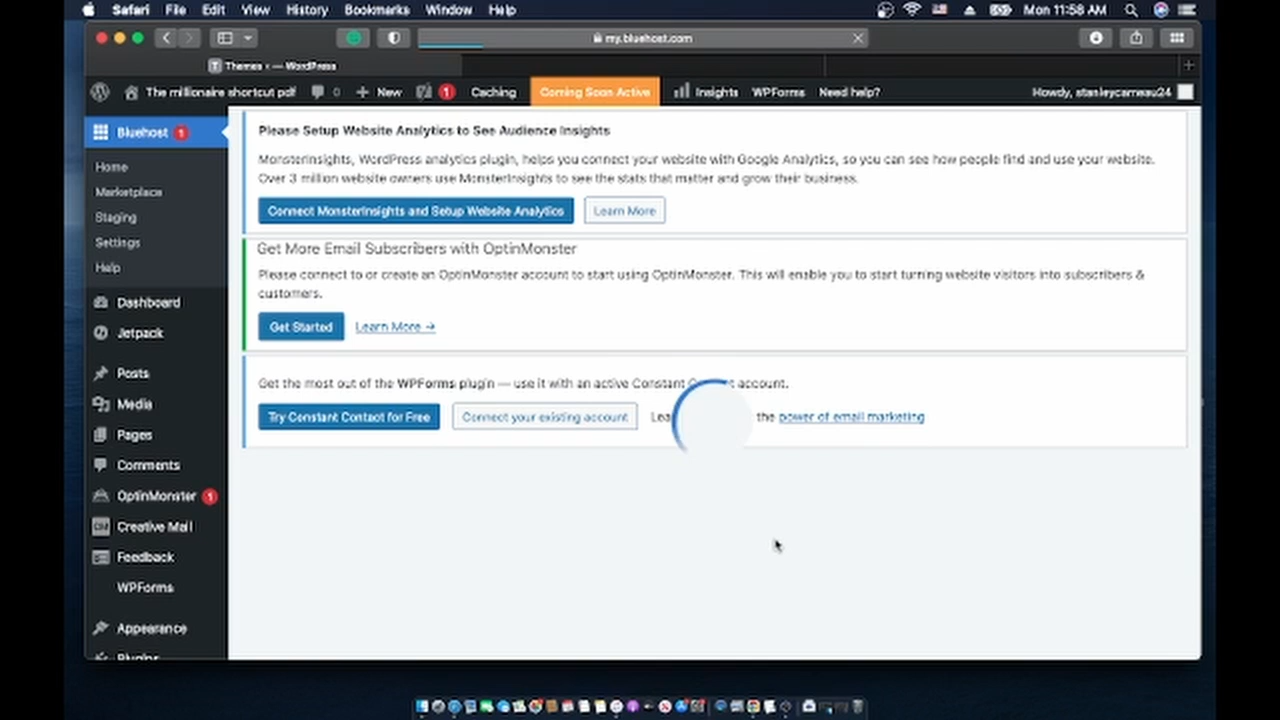 Safari File Edit View History Bookmarks Window Help Mon 11:58 AM
my.bluehost.com
Themes ‹ — WordPress
The millionaire shortcut pdf 0 New 1 Caching Coming Soon Active Insights WPForms Need help? Howdy, stanleycarneau24
Bluehost 1
Home
Marketplace
Staging
Settings
Help
Dashboard
Jetpack
Posts
Media
Pages
Comments
OptinMonster 1
Creative Mail
Feedback
WPForms
Appearance
Plugins
Please Setup Website Analytics to See Audience Insights
MonsterInsights, WordPress analytics plugin, helps you connect your website with Google Analytics, so you can see how people find and use your website.
Over 3 million website owners use MonsterInsights to see the stats that matter and grow their business.
Connect MonsterInsights and Setup Website Analytics Learn More
Get More Email Subscribers with OptinMonster
Please connect to or create an OptinMonster account to start using OptinMonster. This will enable you to start turning website visitors into subscribers &
customers.
Get Started Learn More →
Get the most out of the WPForms plugin — use it with an active Constant account.
Try Constant Contact for Free Connect your existing account the power of email marketing